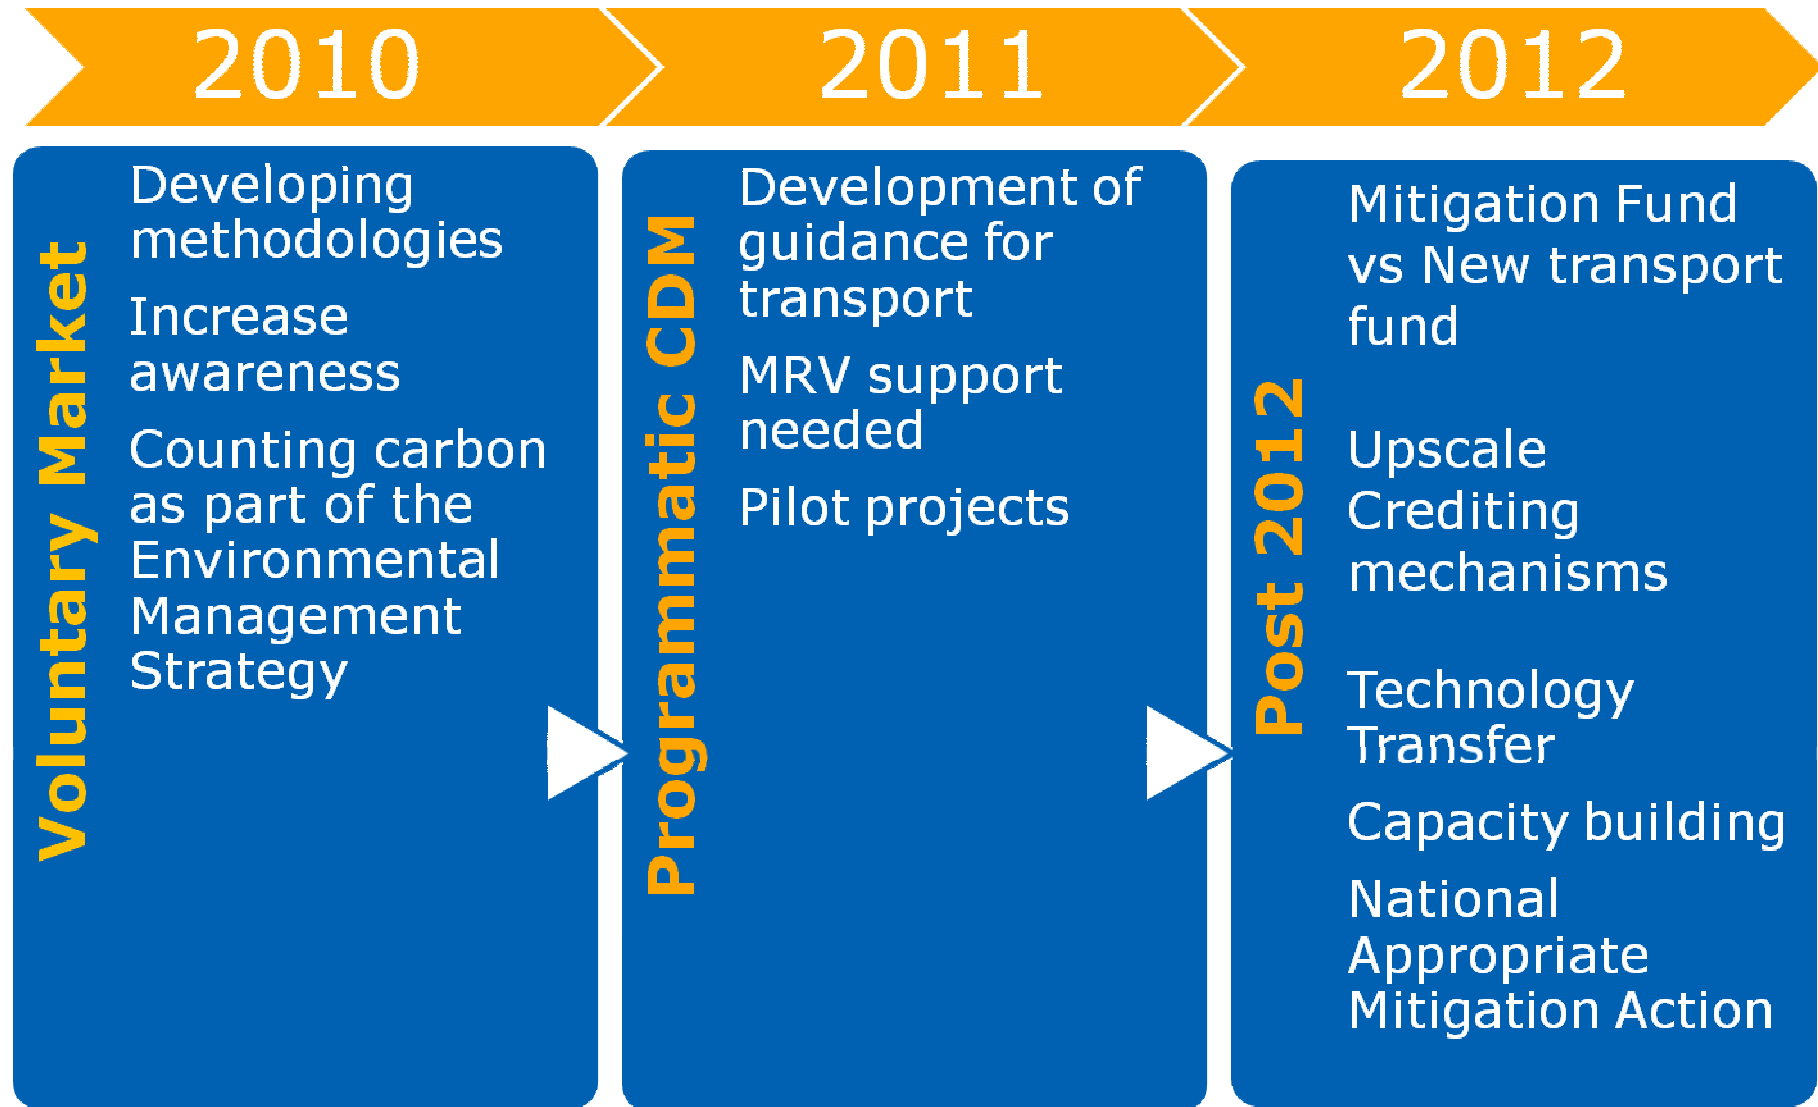 2010
2011
2012
Voluntary Market
Developing
methodologies
Increase
awareness
Counting carbon
as part of the
Environmental
Management
Strategy
Programmatic CDM
Development of
guidance for
transport
MRV support
needed
Pilot projects
Post 2012
Mitigation Fund
vs New transport
fund
Upscale
Crediting
mechanisms
Technology
Transfer
Capacity building
National
Appropriate
Mitigation Action